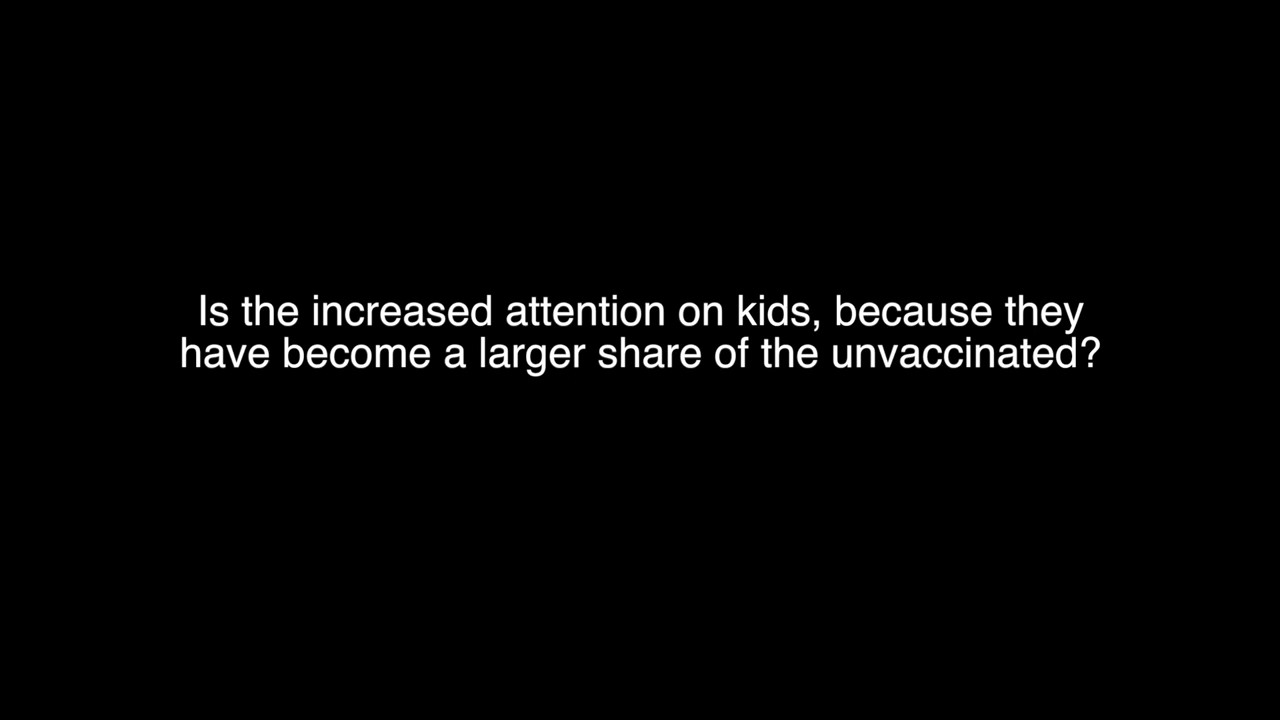 Is the increased attention on kids, because they
have become a larger share of the unvaccinated?